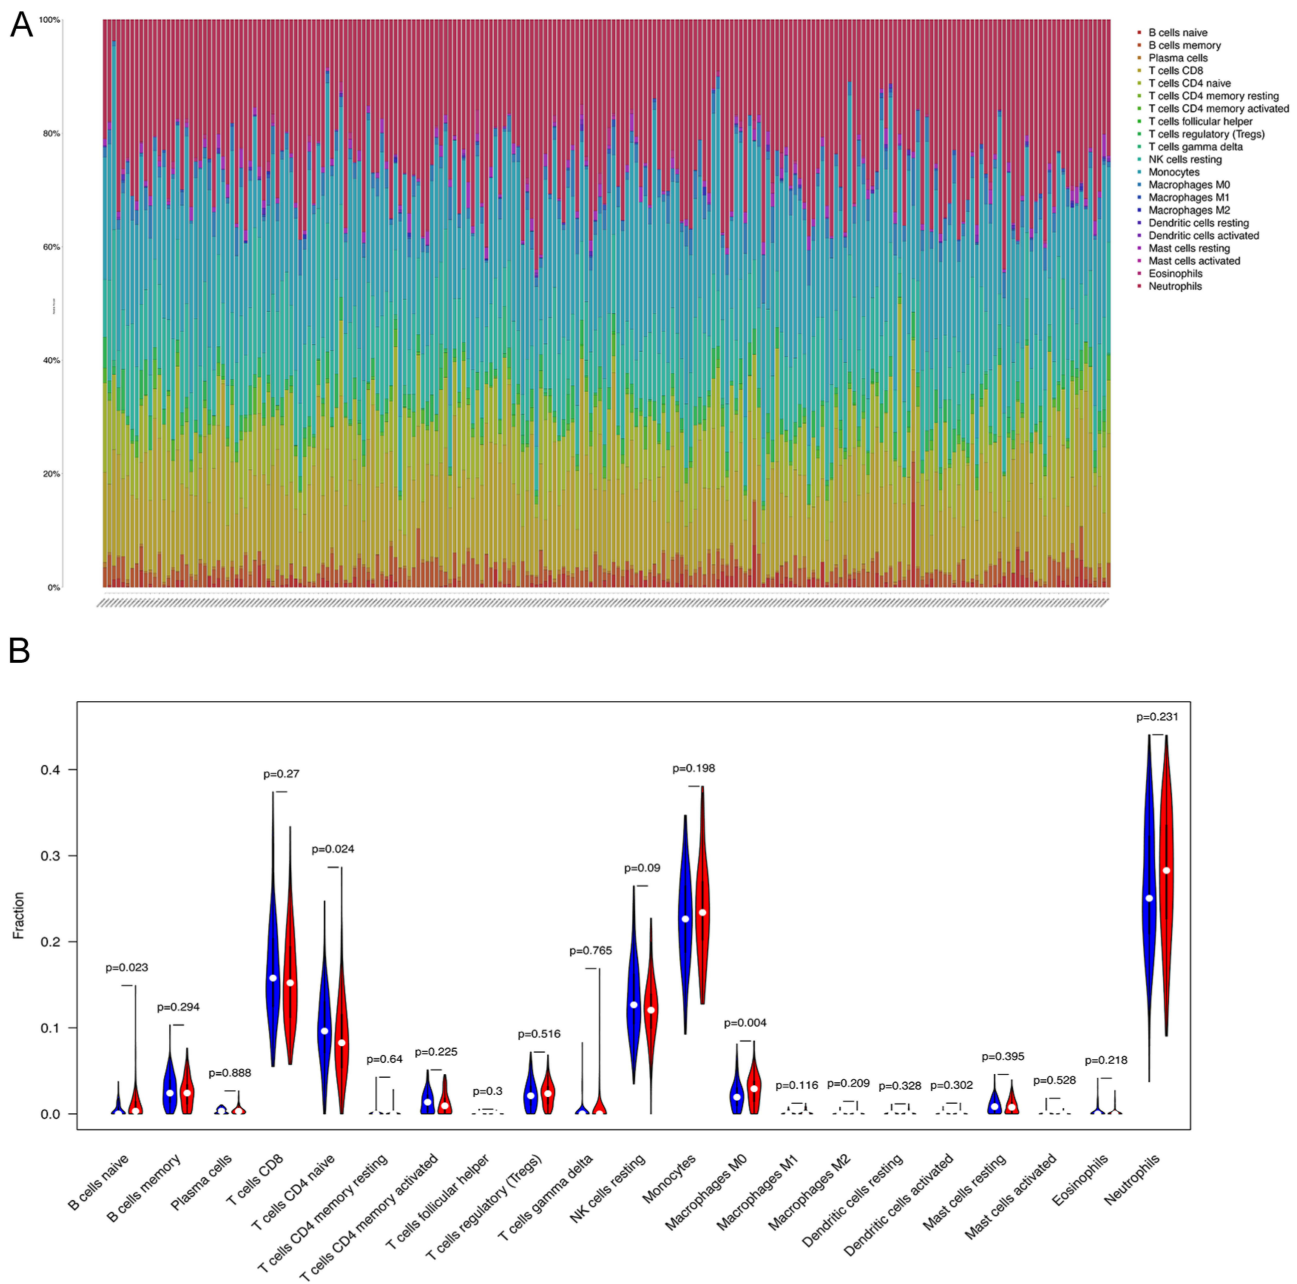 A
100%
80%
60%
40%
20%
0%
B cells naive
B cells memory
Plasma cells
T cells CD8
T cells CD4 naive
T cells CD4 memory resting
T cells CD4 memory activated
T cells follicular helper
T cells regulatory (Tregs)
T cells gamma delta
NK cells resting
Monocytes
Macrophages M0
Macrophages M1
Macrophages M2
Dendritic cells resting
Dendritic cells activated
Mast cells resting
Mast cells activated
Eosinophils
Neutrophils
B
Fraction
0.4
0.3
0.2
0.1
0.0
p=0.023
p=0.294
p=0.888
p=0.27
p=0.024
p=0.64
p=0.225
p=0.3
p=0.516
p=0.765
p=0.09
p=0.198
p=0.004
p=0.116
p=0.209
p=0.328
p=0.302
p=0.395
p=0.528
p=0.218
p=0.231
B cells naive
B cells memory
Plasma cells
T cells CD8
T cells CD4 naive
T cells CD4 memory resting
T cells CD4 memory activated
T cells follicular helper
T cells regulatory (Tregs)
T cells gamma delta
NK cells resting
Monocytes
Macrophages M0
Macrophages M1
Macrophages M2
Dendritic cells resting
Dendritic cells activated
Mast cells resting
Mast cells activated
Eosinophils
Neutrophils